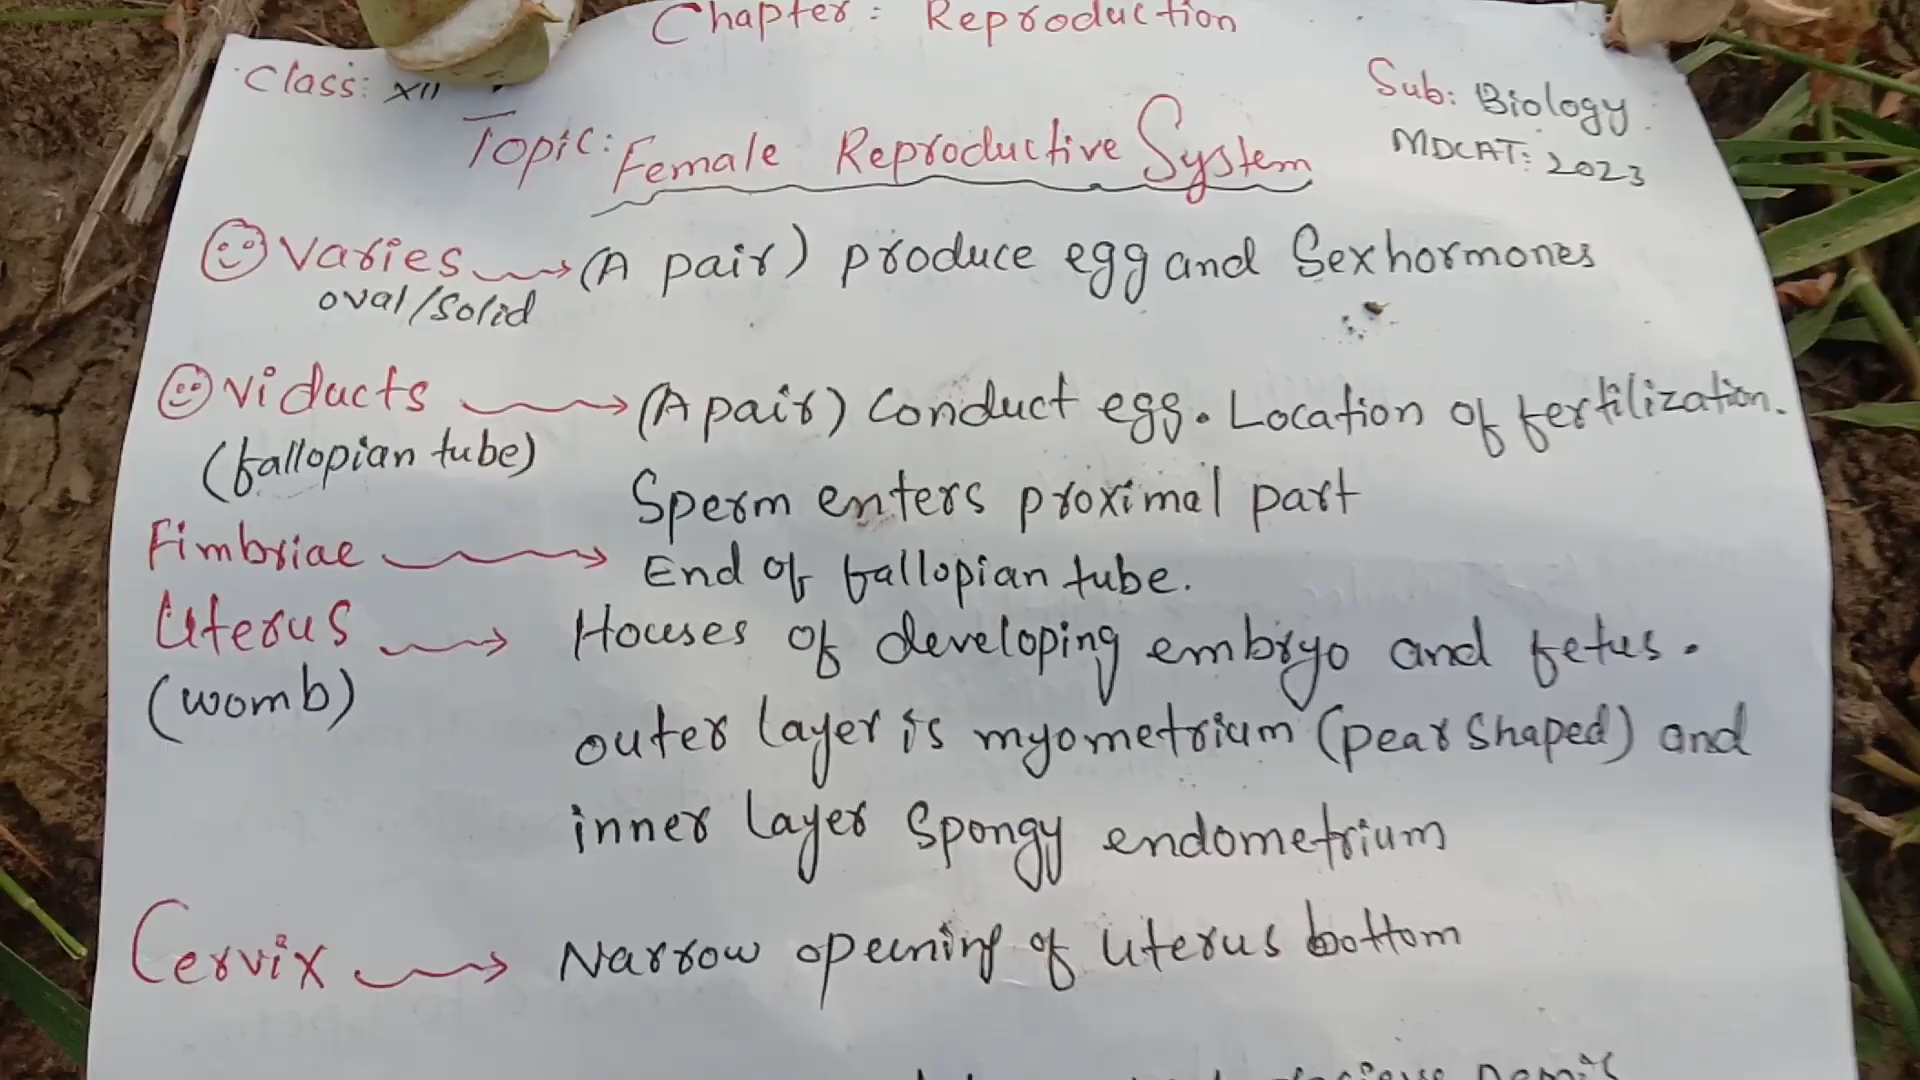 Chapter: Reproduction
Class: XII
Sub: Biology
MDCAT: 2023
Topic: Female Reproductive System
Ovaries → (A pair) produce egg and Sex hormones
oval/Solid
Oviducts → (A pair) Conduct egg. Location of fertilization.
(fallopian tube)
Sperm enters proximal part
Fimbriae → End of fallopian tube.
Uterus → Houses of developing embryo and fetus.
(womb)
outer layer is myometrium (pear Shaped) and
inner layer Spongy endometrium
Cervix → Narrow opening of Uterus bottom